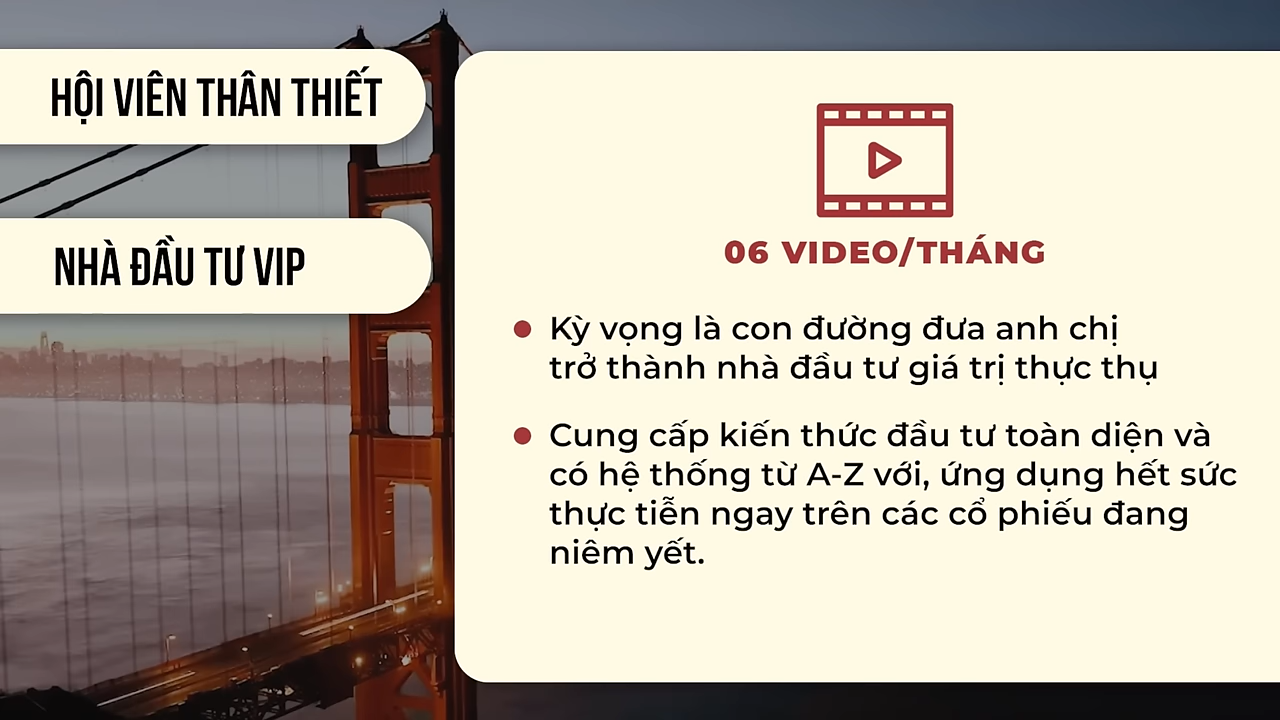 HỘI VIÊN THÂN THIẾT
NHÀ ĐẦU TƯ VIP
06 VIDEO/THÁNG
Kỳ vọng là con đường đưa anh chị
trở thành nhà đầu tư giá trị thực thụ
Cung cấp kiến thức đầu tư toàn diện và
có hệ thống từ A-Z với, ứng dụng hết sức
thực tiễn ngay trên các cổ phiếu đang
niêm yết.